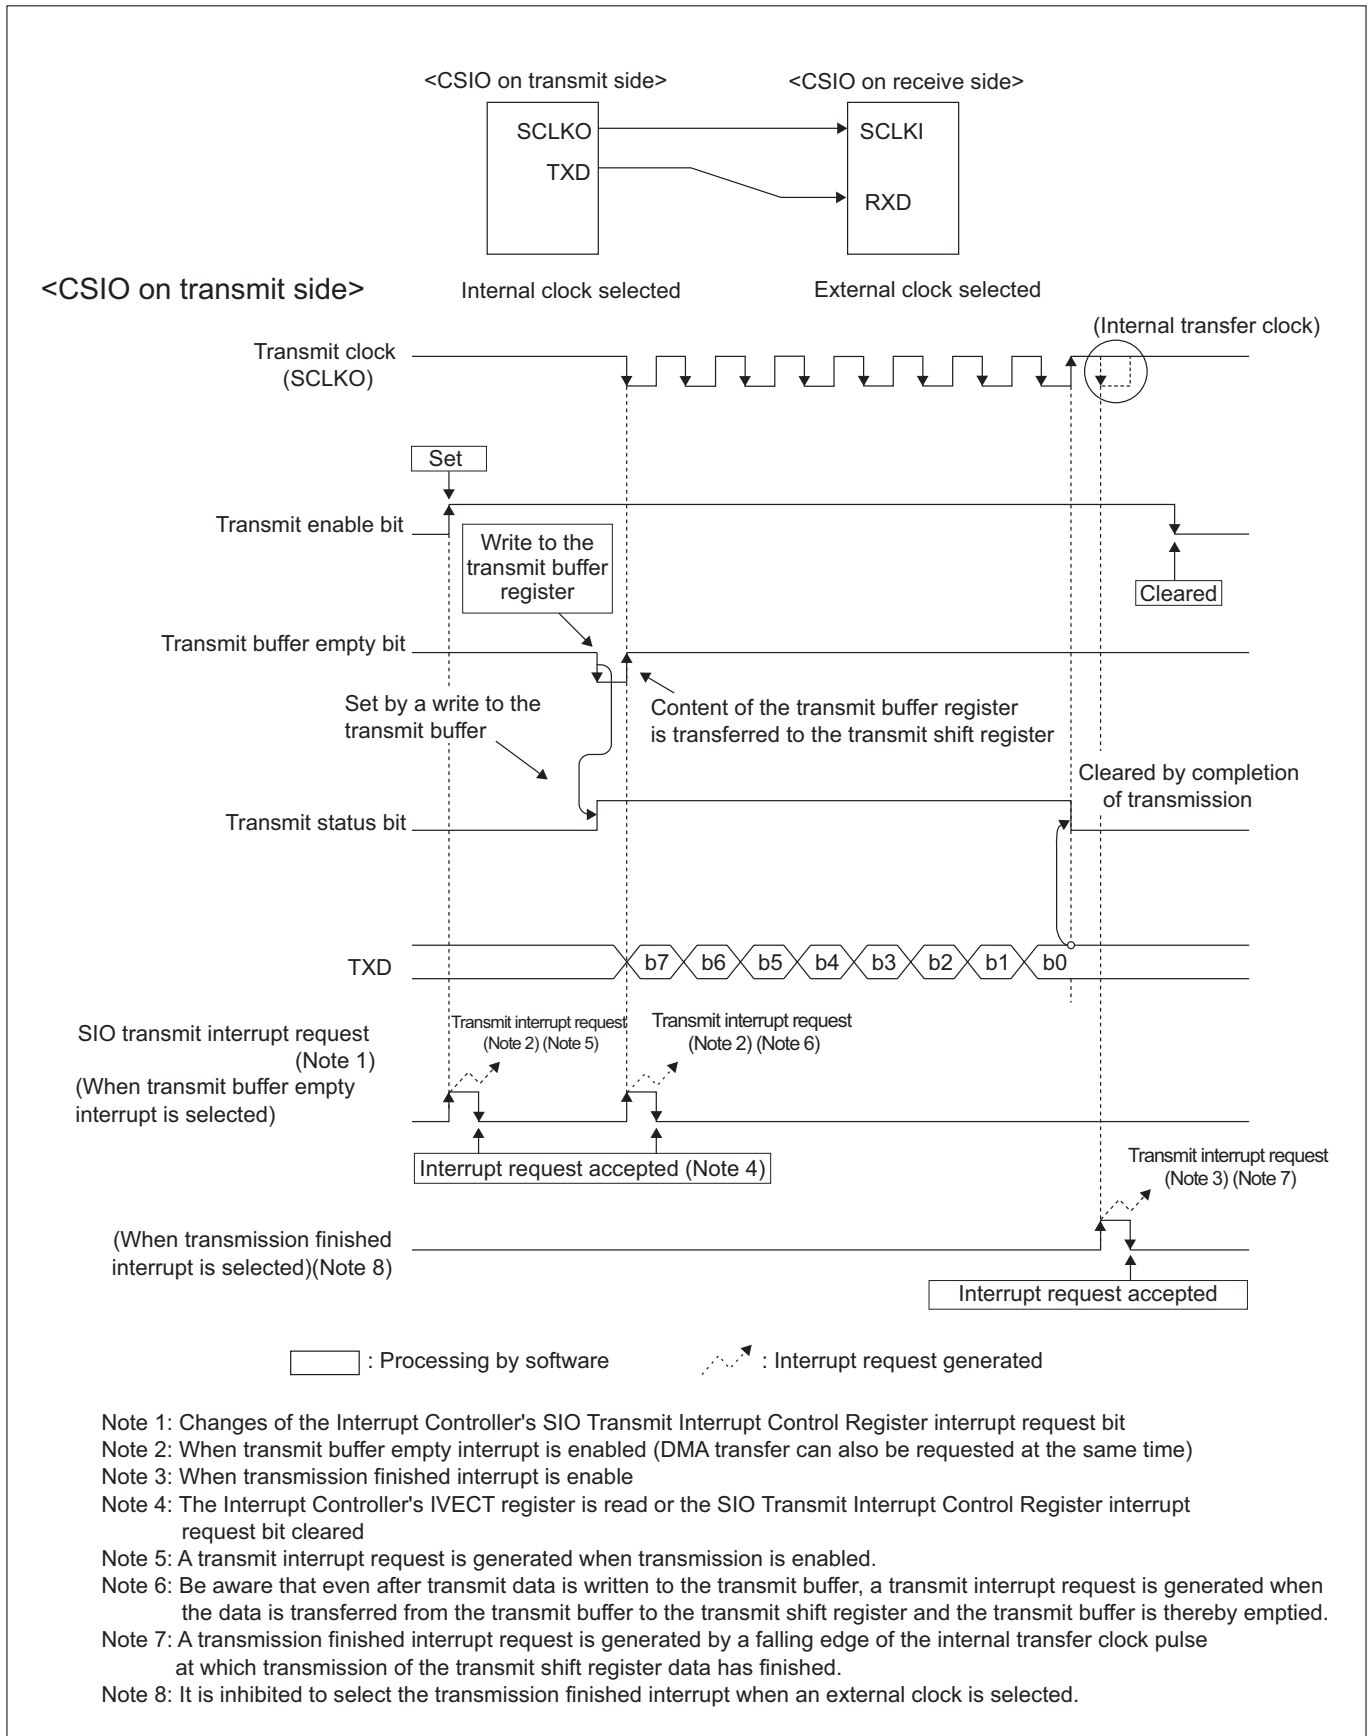 <CSIO on transmit side>
<CSIO on receive side>
SCLKO
SCLKI
TXD
RXD
Internal clock selected
External clock selected
<CSIO on transmit side>
(Internal transfer clock)
Transmit clock
(SCLKO)
Set
Transmit enable bit
Write to the
transmit buffer
register
Cleared
Transmit buffer empty bit
Set by a write to the
transmit buffer
Content of the transmit buffer register
is transferred to the transmit shift register
Cleared by completion
of transmission
Transmit status bit
TXD
b7
b6
b5
b4
b3
b2
b1
b0
SIO transmit interrupt request
(Note 1)
(When transmit buffer empty
interrupt is selected)
Transmit interrupt request
(Note 2) (Note 5)
Transmit interrupt request
(Note 2) (Note 6)
Interrupt request accepted (Note 4)
Transmit interrupt request
(Note 3) (Note 7)
(When transmission finished
interrupt is selected)(Note 8)
Interrupt request accepted
: Processing by software
: Interrupt request generated
Note 1: Changes of the Interrupt Controller's SIO Transmit Interrupt Control Register interrupt request bit
Note 2: When transmit buffer empty interrupt is enabled (DMA transfer can also be requested at the same time)
Note 3: When transmission finished interrupt is enable
Note 4: The Interrupt Controller's IVECT register is read or the SIO Transmit Interrupt Control Register interrupt
request bit cleared
Note 5: A transmit interrupt request is generated when transmission is enabled.
Note 6: Be aware that even after transmit data is written to the transmit buffer, a transmit interrupt request is generated when
the data is transferred from the transmit buffer to the transmit shift register and the transmit buffer is thereby emptied.
Note 7: A transmission finished interrupt request is generated by a falling edge of the internal transfer clock pulse
at which transmission of the transmit shift register data has finished.
Note 8: It is inhibited to select the transmission finished interrupt when an external clock is selected.